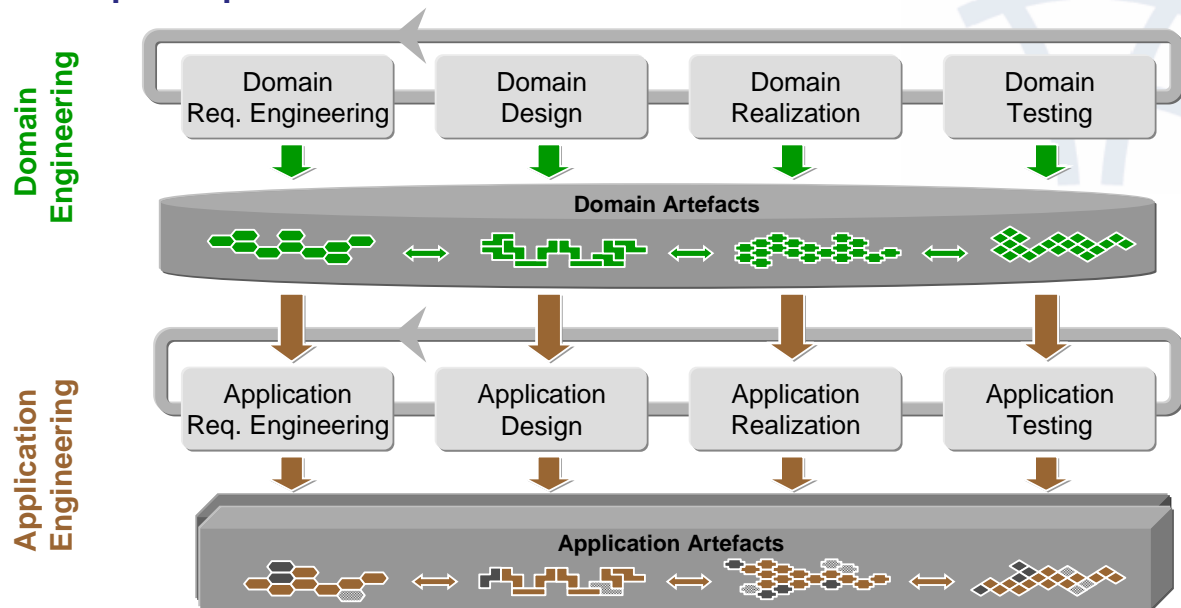 Domain
Engineering
Domain
Req. Engineering
Domain
Design
Domain
Realization
Domain
Testing
Domain Artefacts
Application
Engineering
Application
Req. Engineering
Application
Design
Application
Realization
Application
Testing
Application Artefacts